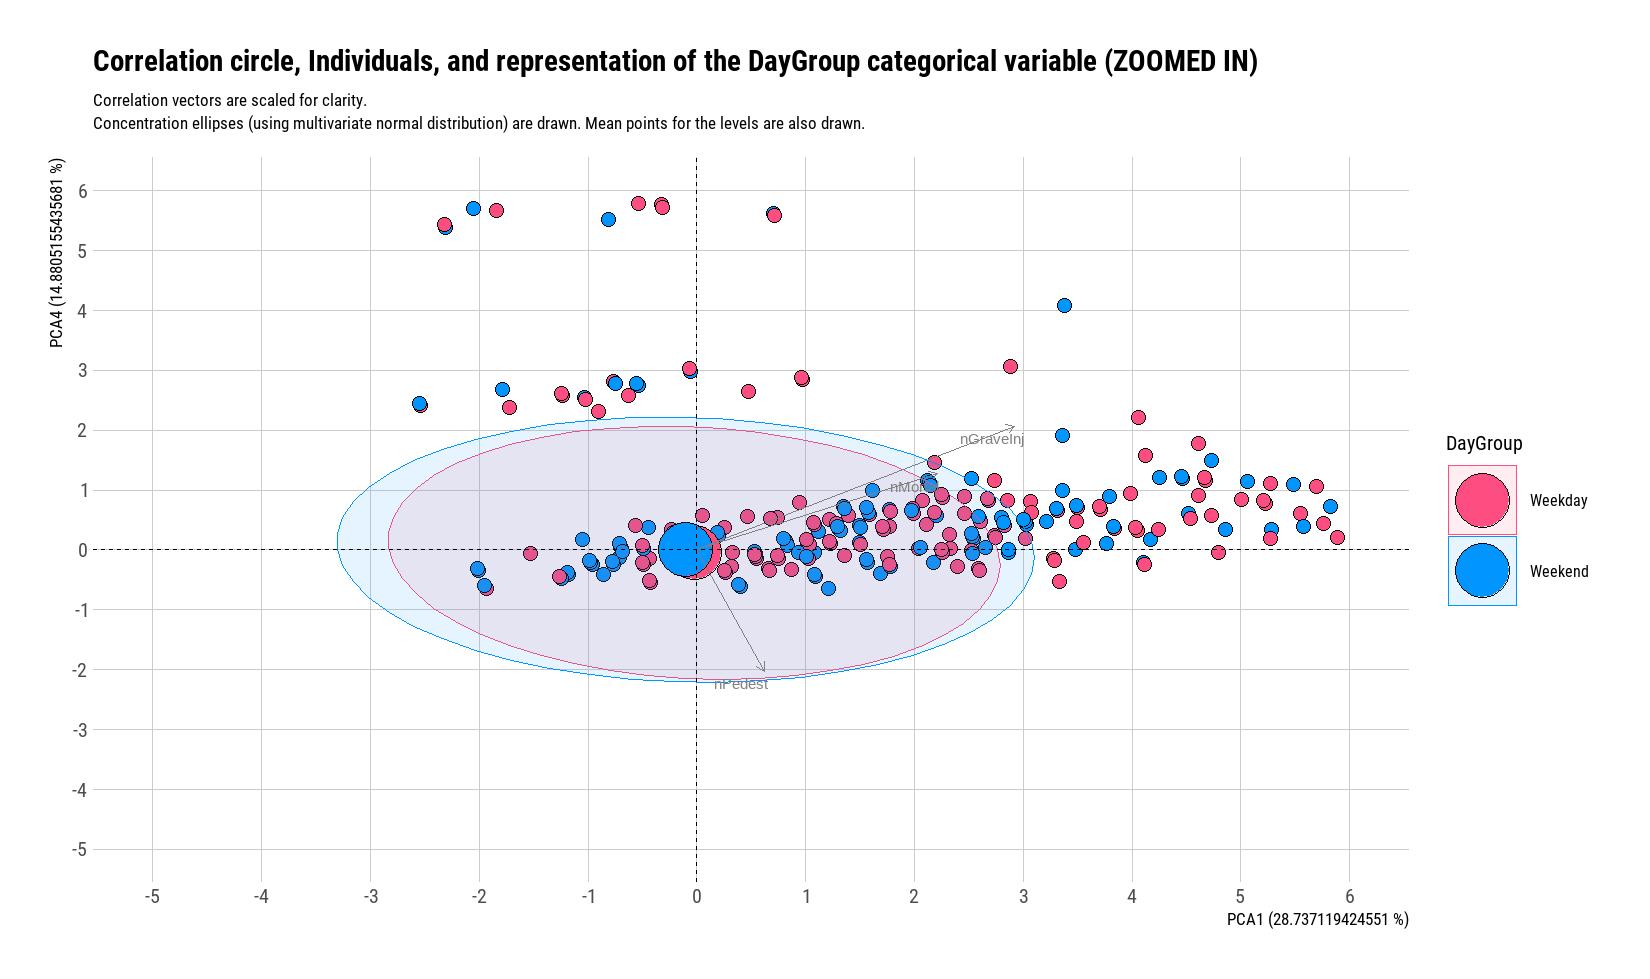 Correlation circle, Individuals, and representation of the DayGroup categorical variable (ZOOMED IN)
Correlation vectors are scaled for clarity.
Concentration ellipses (using multivariate normal distribution) are drawn. Mean points for the levels are also drawn.
PCA4 (14.8805155435681 %)
6
5
4
3
2
1
0
-1
-2
-3
-4
-5
nGraveInj
nPedest
DayGroup
Weekday
Weekend
-5
-4
-3
-2
-1
0
1
2
3
4
5
6
PCA1 (28.737119424551 %)